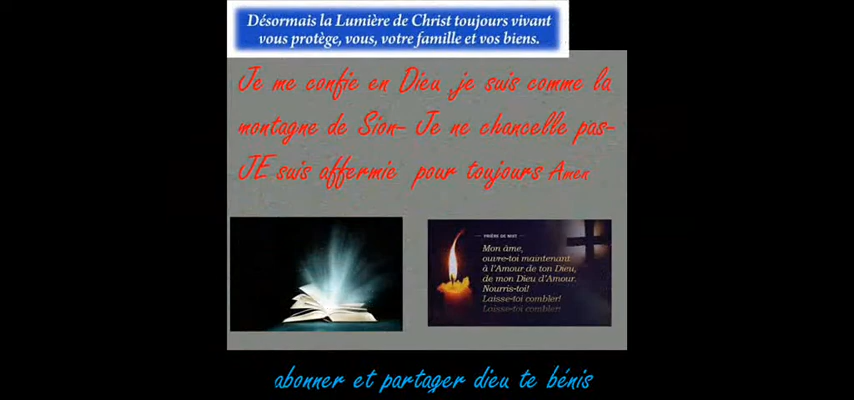 Désormais la Lumière de Christ toujours vivant
vous protège, vous, votre famille et vos biens.
Je me confie en Dieu ,je suis comme la
montagne de Sion- Je ne chancelle pas-
JE suis affermie pour toujours Amen
PRIÈRE DE NUIT
Mon âme,
ouvre-toi maintenant
à l'Amour de ton Dieu,
de mon Dieu d'Amour.
Nourris-toi!
Laisse-toi combler!
Laisse-toi combler!
abonner et partager dieu te bénis